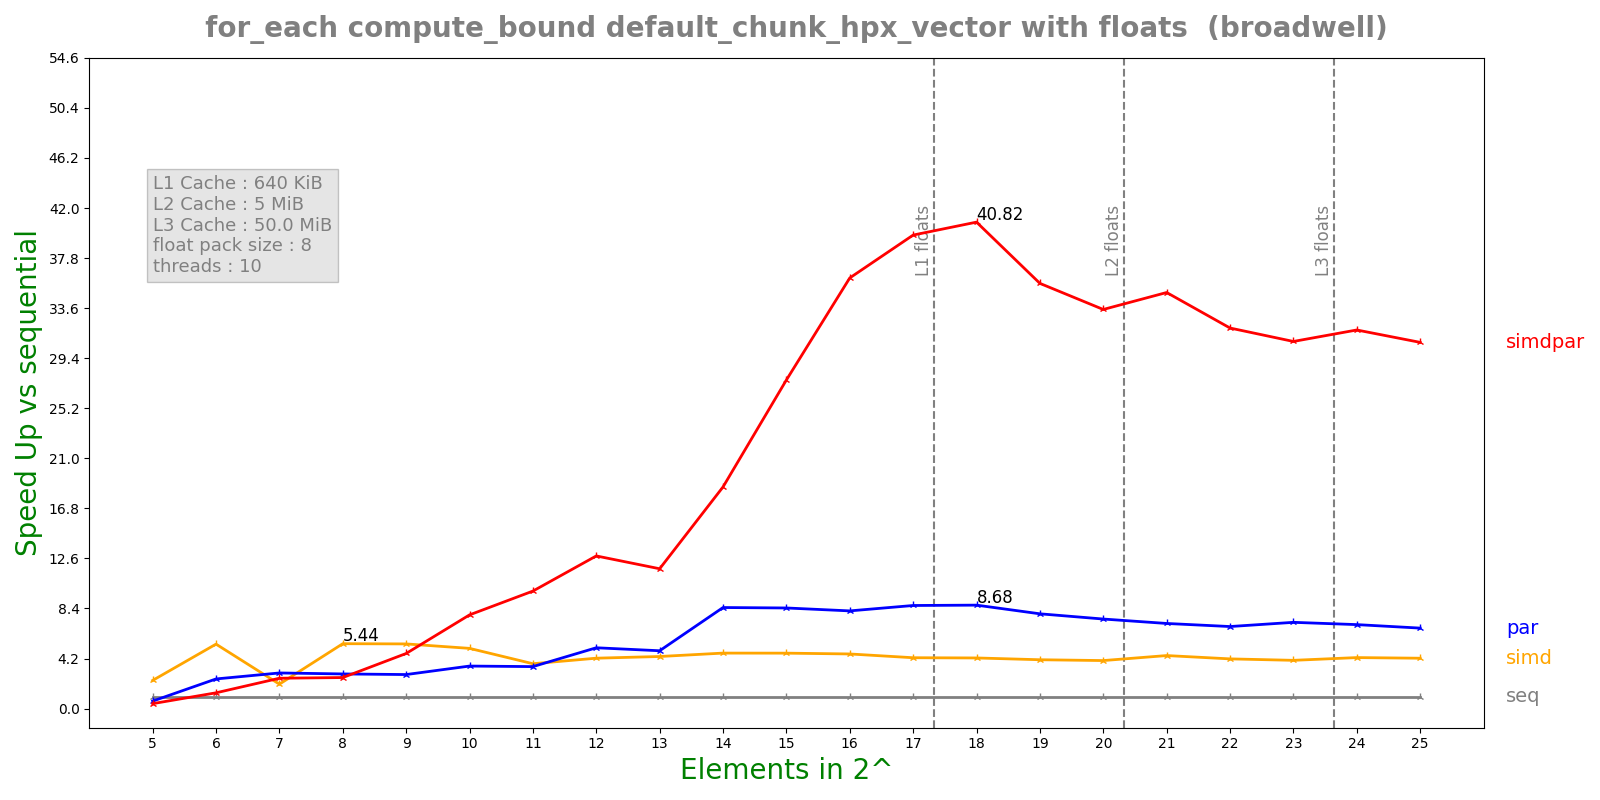 for_each compute_bound default_chunk_hpx_vector with floats  (broadwell)
54.6
50.4
46.2
42.0
37.8
33.6
29.4
25.2
21.0
16.8
12.6
8.4
4.2
0.0
Speed Up vs sequential
L1 Cache : 640 KiB
L2 Cache : 5 MiB
L3 Cache : 50.0 MiB
float pack size : 8
threads : 10
L1 floats
L2 floats
L3 floats
40.82
8.68
5.44
simdpar
par
simd
seq
5 6 7 8 9 10 11 12 13 14 15 16 17 18 19 20 21 22 23 24 25
Elements in 2^